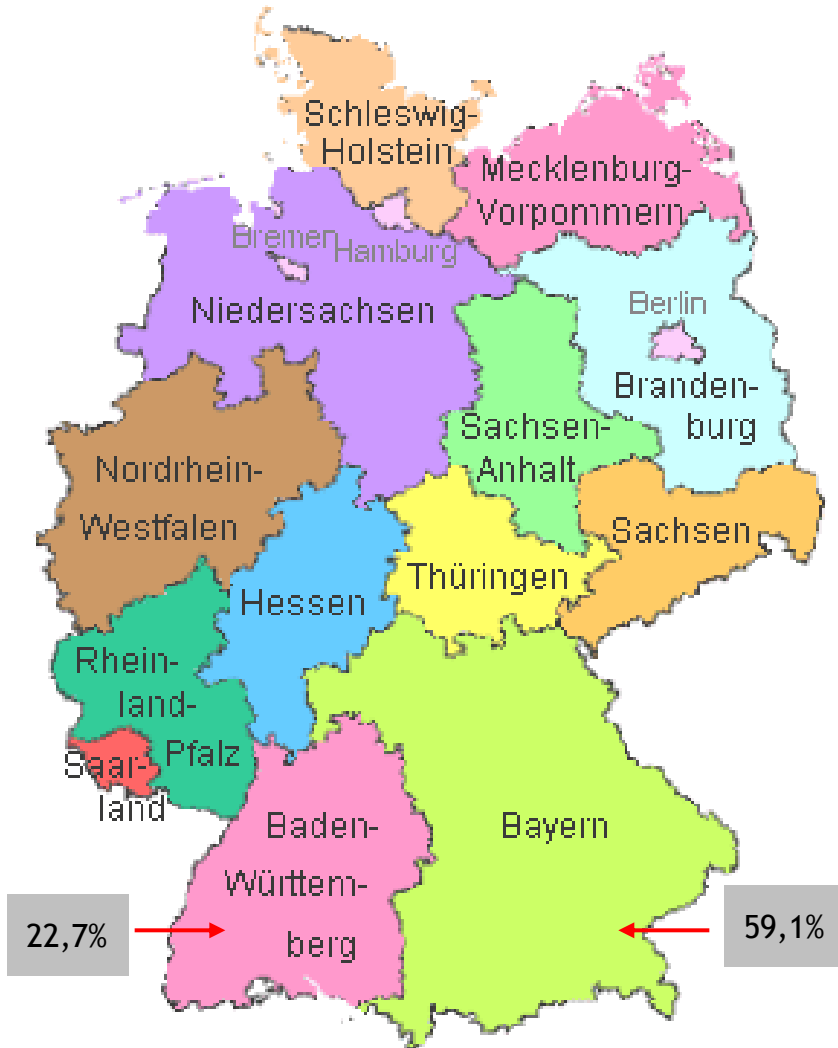 Schleswig-
Holstein
Mecklenburg-
Vorpommern
Bremen
Hamburg
Niedersachsen
Berlin
Branden-
burg
Sachsen-
Anhalt
Nordrhein-
Westfalen
Sachsen
Thüringen
Hessen
Rhein-
land-
Pfalz
Saar-
land
Baden-
Württem-
berg
Bayern
22,7%
59,1%